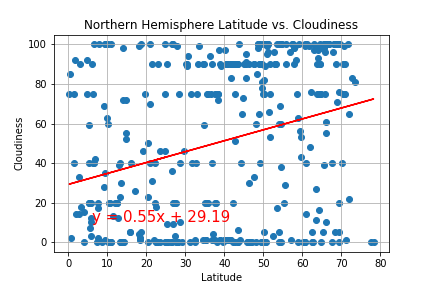 Northern Hemisphere Latitude vs. Cloudiness
100
80
60
40
20
0
Cloudiness
y = 0.55x + 29.19
0 10 20 30 40 50 60 70 80
Latitude